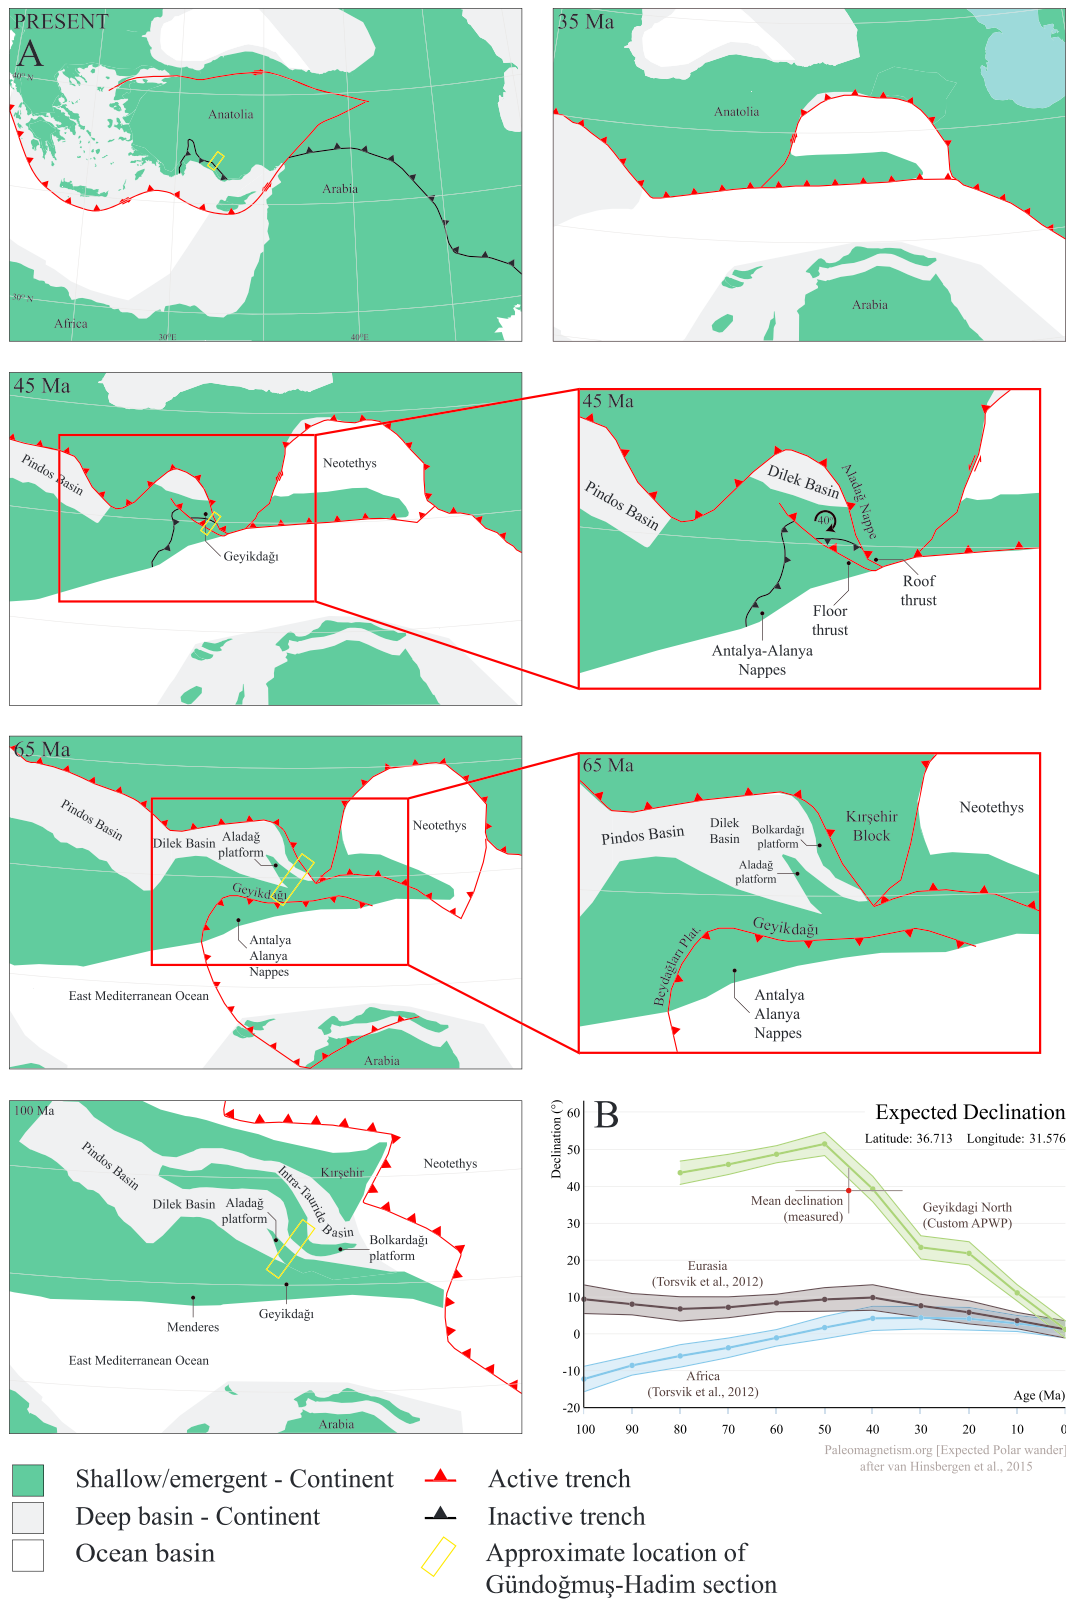 PRESENT
A
40° N
Anatolia
Arabia
30° N
Africa
30°E
40°E
35 Ma
Anatolia
Arabia
45 Ma
Pindos Basin
Neotethys
Geyikdağı
45 Ma
Pindos Basin
Dilek Basin
Aladağ Nappe
40°
Roof
thrust
Floor
thrust
Antalya-Alanya
Nappes
65 Ma
Pindos Basin
Dilek Basin
Aladağ
platform
Neotethys
Geyikdağı
Antalya
Alanya
Nappes
East Mediterranean Ocean
Arabia
65 Ma
Pindos Basin
Dilek
Basin
Bolkardağı
platform
Aladağ
platform
Kırşehir
Block
Neotethys
Geyikdağı
Beydağları Plat.
Antalya
Alanya
Nappes
100 Ma
Pindos Basin
Dilek Basin
Aladağ
platform
Intra-Tauride Basin
Kırşehir
Neotethys
Bolkardağı
platform
Geyikdağı
Menderes
East Mediterranean Ocean
Arabia
B
Expected Declination
Latitude: 36.713 Longitude: 31.576
Declination (°)
60
50
40
30
20
10
0
-10
-20
Mean declination
(measured)
Geyikdagi North
(Custom APWP)
Eurasia
(Torsvik et al., 2012)
Africa
(Torsvik et al., 2012)
Age (Ma)
100 90 80 70 60 50 40 30 20 10 0
Paleomagnetism.org [Expected Polar wander]
after van Hinsbergen et al., 2015
Shallow/emergent - Continent
Deep basin - Continent
Ocean basin
Active trench
Inactive trench
Approximate location of
Gündoğmuş-Hadim section